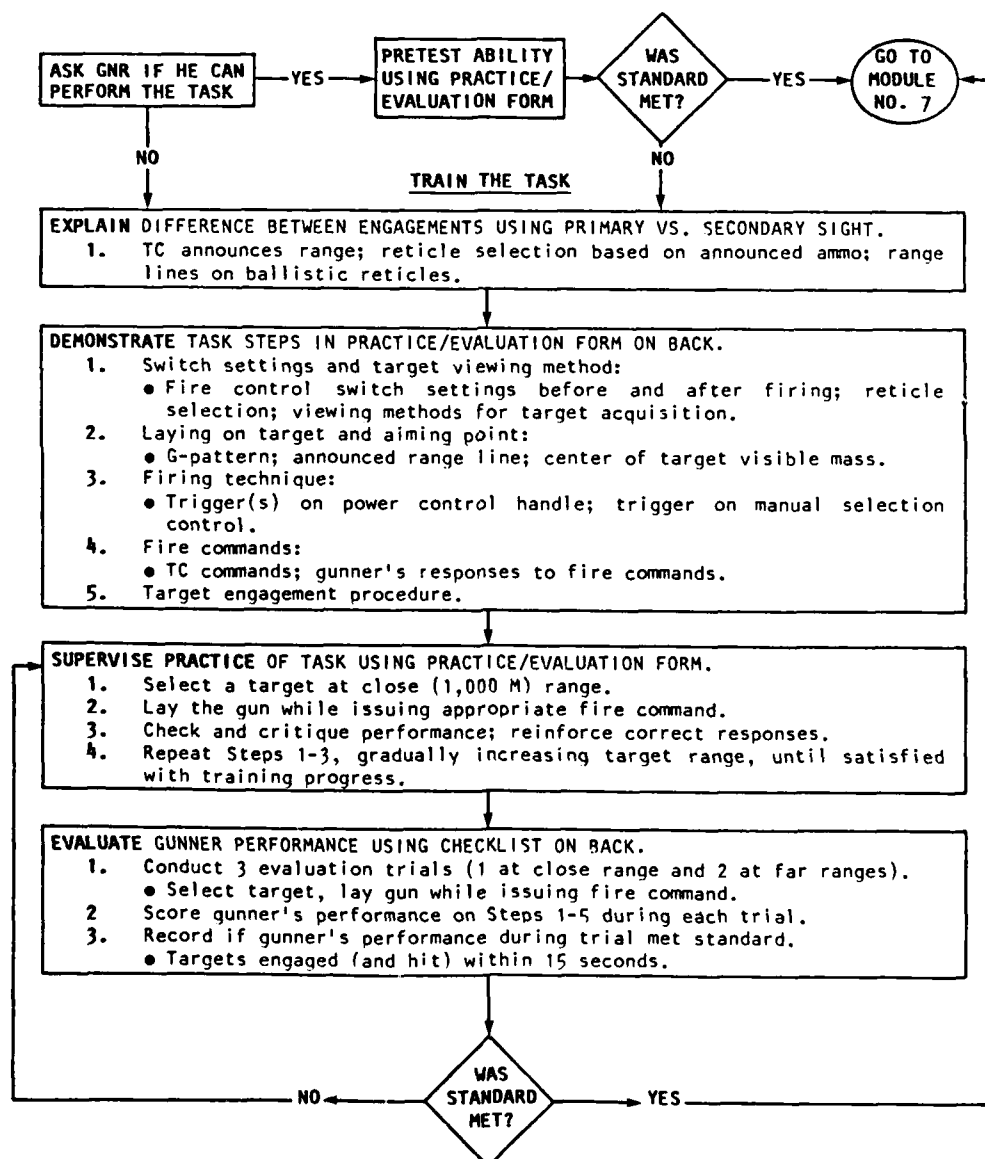 ASK GNR IF HE CAN
PERFORM THE TASK
YES
PRETEST ABILITY
USING PRACTICE/
EVALUATION FORM
WAS
STANDARD
MET?
YES
GO TO
MODULE
NO. 7
NO
NO
TRAIN THE TASK
EXPLAIN DIFFERENCE BETWEEN ENGAGEMENTS USING PRIMARY VS. SECONDARY SIGHT.
1. TC announces range; reticle selection based on announced ammo; range
lines on ballistic reticles.
DEMONSTRATE TASK STEPS IN PRACTICE/EVALUATION FORM ON BACK.
1. Switch settings and target viewing method:
● Fire control switch settings before and after firing; reticle
selection; viewing methods for target acquisition.
2. Laying on target and aiming point:
● G-pattern; announced range line; center of target visible mass.
3. Firing technique:
● Trigger(s) on power control handle; trigger on manual selection
control.
4. Fire commands:
● TC commands; gunner's responses to fire commands.
5. Target engagement procedure.
SUPERVISE PRACTICE OF TASK USING PRACTICE/EVALUATION FORM.
1. Select a target at close (1,000 M) range.
2. Lay the gun while issuing appropriate fire command.
3. Check and critique performance; reinforce correct responses.
4. Repeat Steps 1-3, gradually increasing target range, until satisfied
with training progress.
EVALUATE GUNNER PERFORMANCE USING CHECKLIST ON BACK.
1. Conduct 3 evaluation trials (1 at close range and 2 at far ranges).
● Select target, lay gun while issuing fire command.
2 Score gunner's performance on Steps 1-5 during each trial.
3. Record if gunner's performance during trial met standard.
● Targets engaged (and hit) within 15 seconds.
NO
WAS
STANDARD
MET?
YES